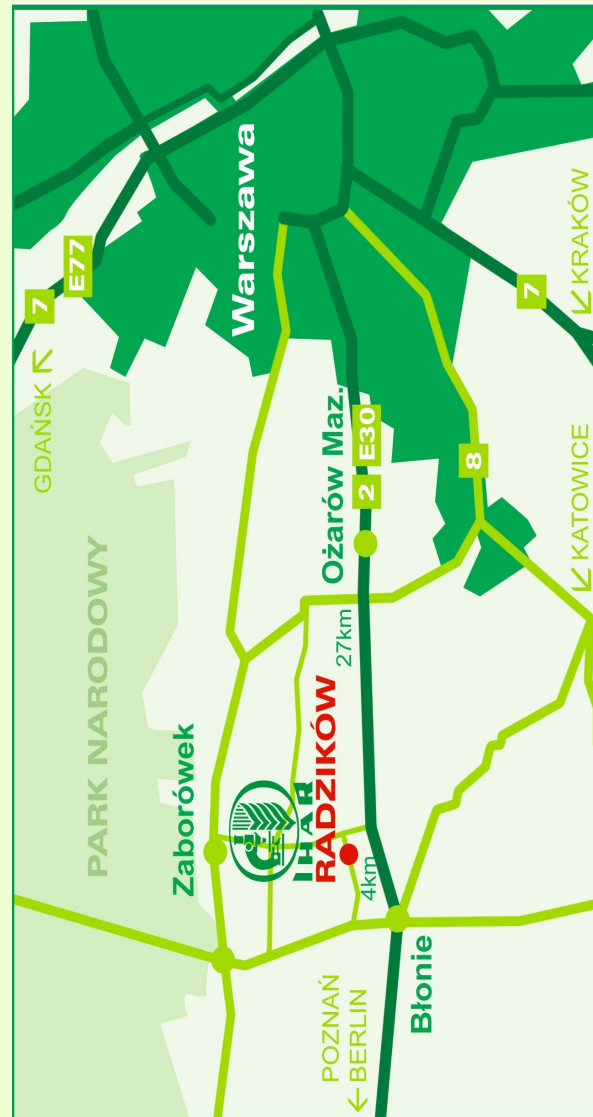 7
E77
GDAŃSK
PARK NARODOWY
Warszawa
7
KRAKÓW
Ożarów Maz.
2
E30
8
KATOWICE
27km
Zaborówek
IHAR
RADZIKÓW
4km
Błonie
POZNAŃ
BERLIN